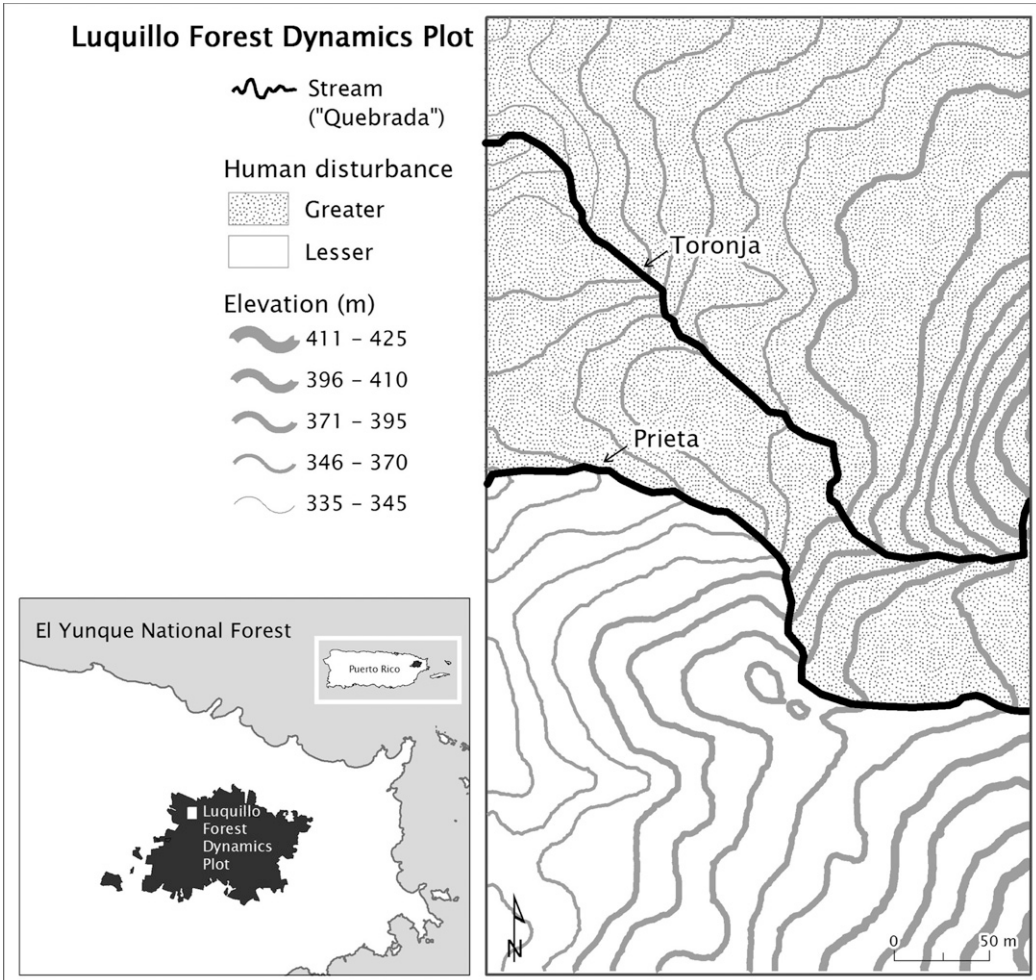 Luquillo Forest Dynamics Plot
Stream
("Quebrada")
Human disturbance
Greater
Lesser
Elevation (m)
411 – 425
396 – 410
371 – 395
346 – 370
335 – 345
Toronja
Prieta
El Yunque National Forest
Puerto Rico
Luquillo
Forest
Dynamics
Plot
N
0 50 m